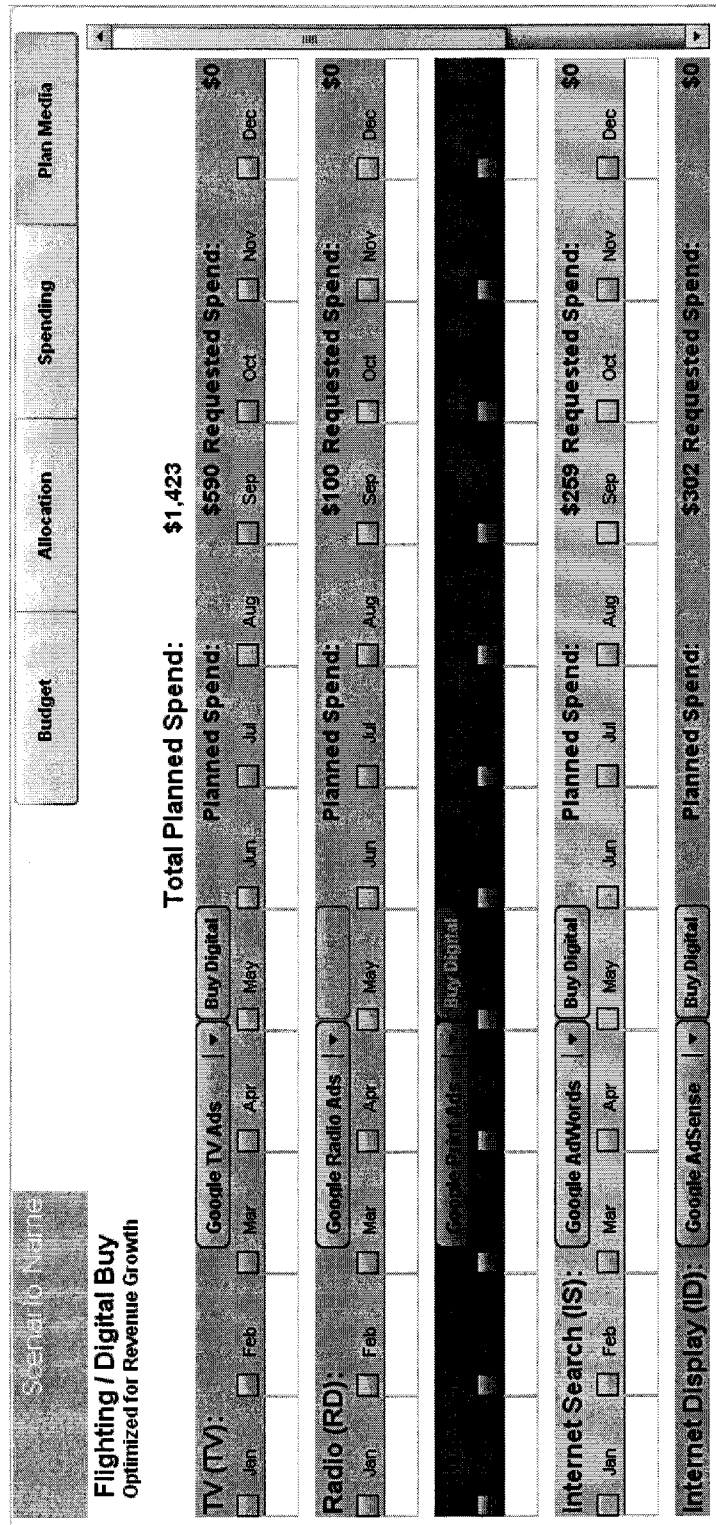 Scenario Name
Budget Allocation Spending Plan Media
Flighting / Digital Buy
Optimized for Revenue Growth
Total Planned Spend: $1,423
TV (TV): Google TV Ads Buy Digital Planned Spend: $590 Requested Spend: $0
Jan Feb Mar Apr May Jun Jul Aug Sep Oct Nov Dec
Radio (RD): Google Radio Ads Planned Spend: $100 Requested Spend: $0
Jan Feb Mar Apr May Jun Jul Aug Sep Oct Nov Dec
Google Print Ads Buy Digital
Internet Search (IS): Google AdWords Buy Digital Planned Spend: $259 Requested Spend: $0
Jan Feb Mar Apr May Jun Jul Aug Sep Oct Nov Dec
Internet Display (ID): Google AdSense Buy Digital Planned Spend: $302 Requested Spend: $0